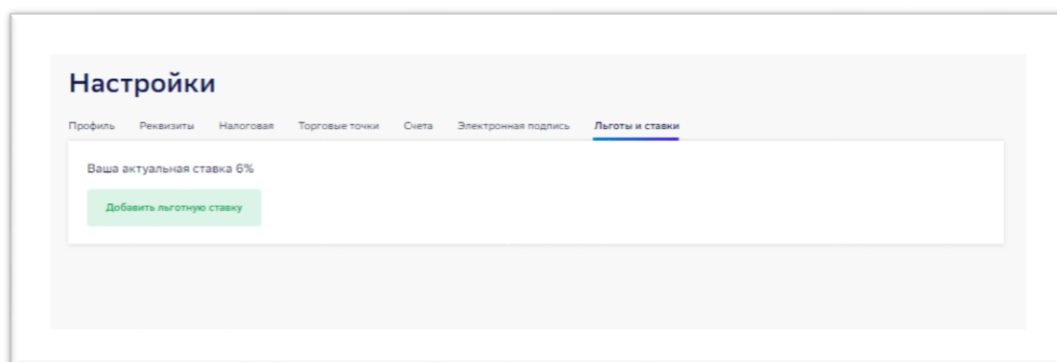 Настройки
Профиль Реквизиты Налоговая Торговые точки Счета Электронная подпись Льготы и ставки
Ваша актуальная ставка 6%
Добавить льготную ставку